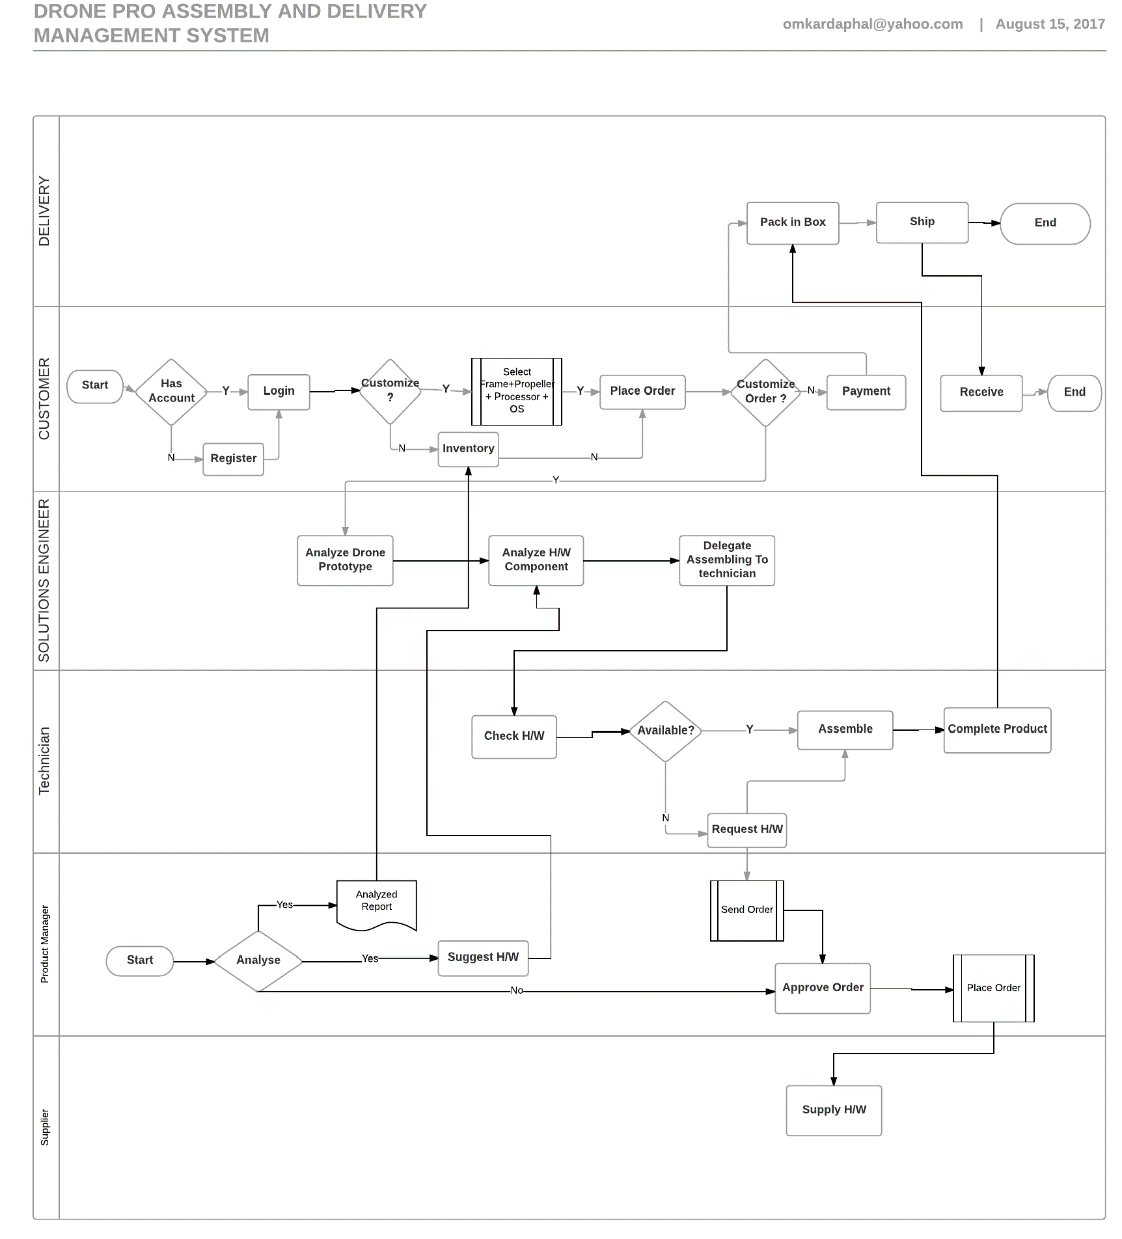 DRONE PRO ASSEMBLY AND DELIVERY
MANAGEMENT SYSTEM
omkardaphal@yahoo.com | August 15, 2017
DELIVERY
Pack in Box
Ship
End
CUSTOMER
Start
Has
Account
Y
N
Register
Login
Customize
?
Y
N
Select
Frame+Propeller
+ Processor +
OS
Y
Inventory
N
Place Order
Customize
Order ?
N
Y
Payment
Receive
End
SOLUTIONS ENGINEER
Analyze Drone
Prototype
Analyze H/W
Component
Delegate
Assembling To
technician
Technician
Check H/W
Available?
Y
N
Assemble
Complete Product
Request H/W
Product Manager
Start
Analyse
Yes
Analyzed
Report
Yes
Suggest H/W
No
Send Order
Approve Order
Place Order
Supplier
Supply H/W